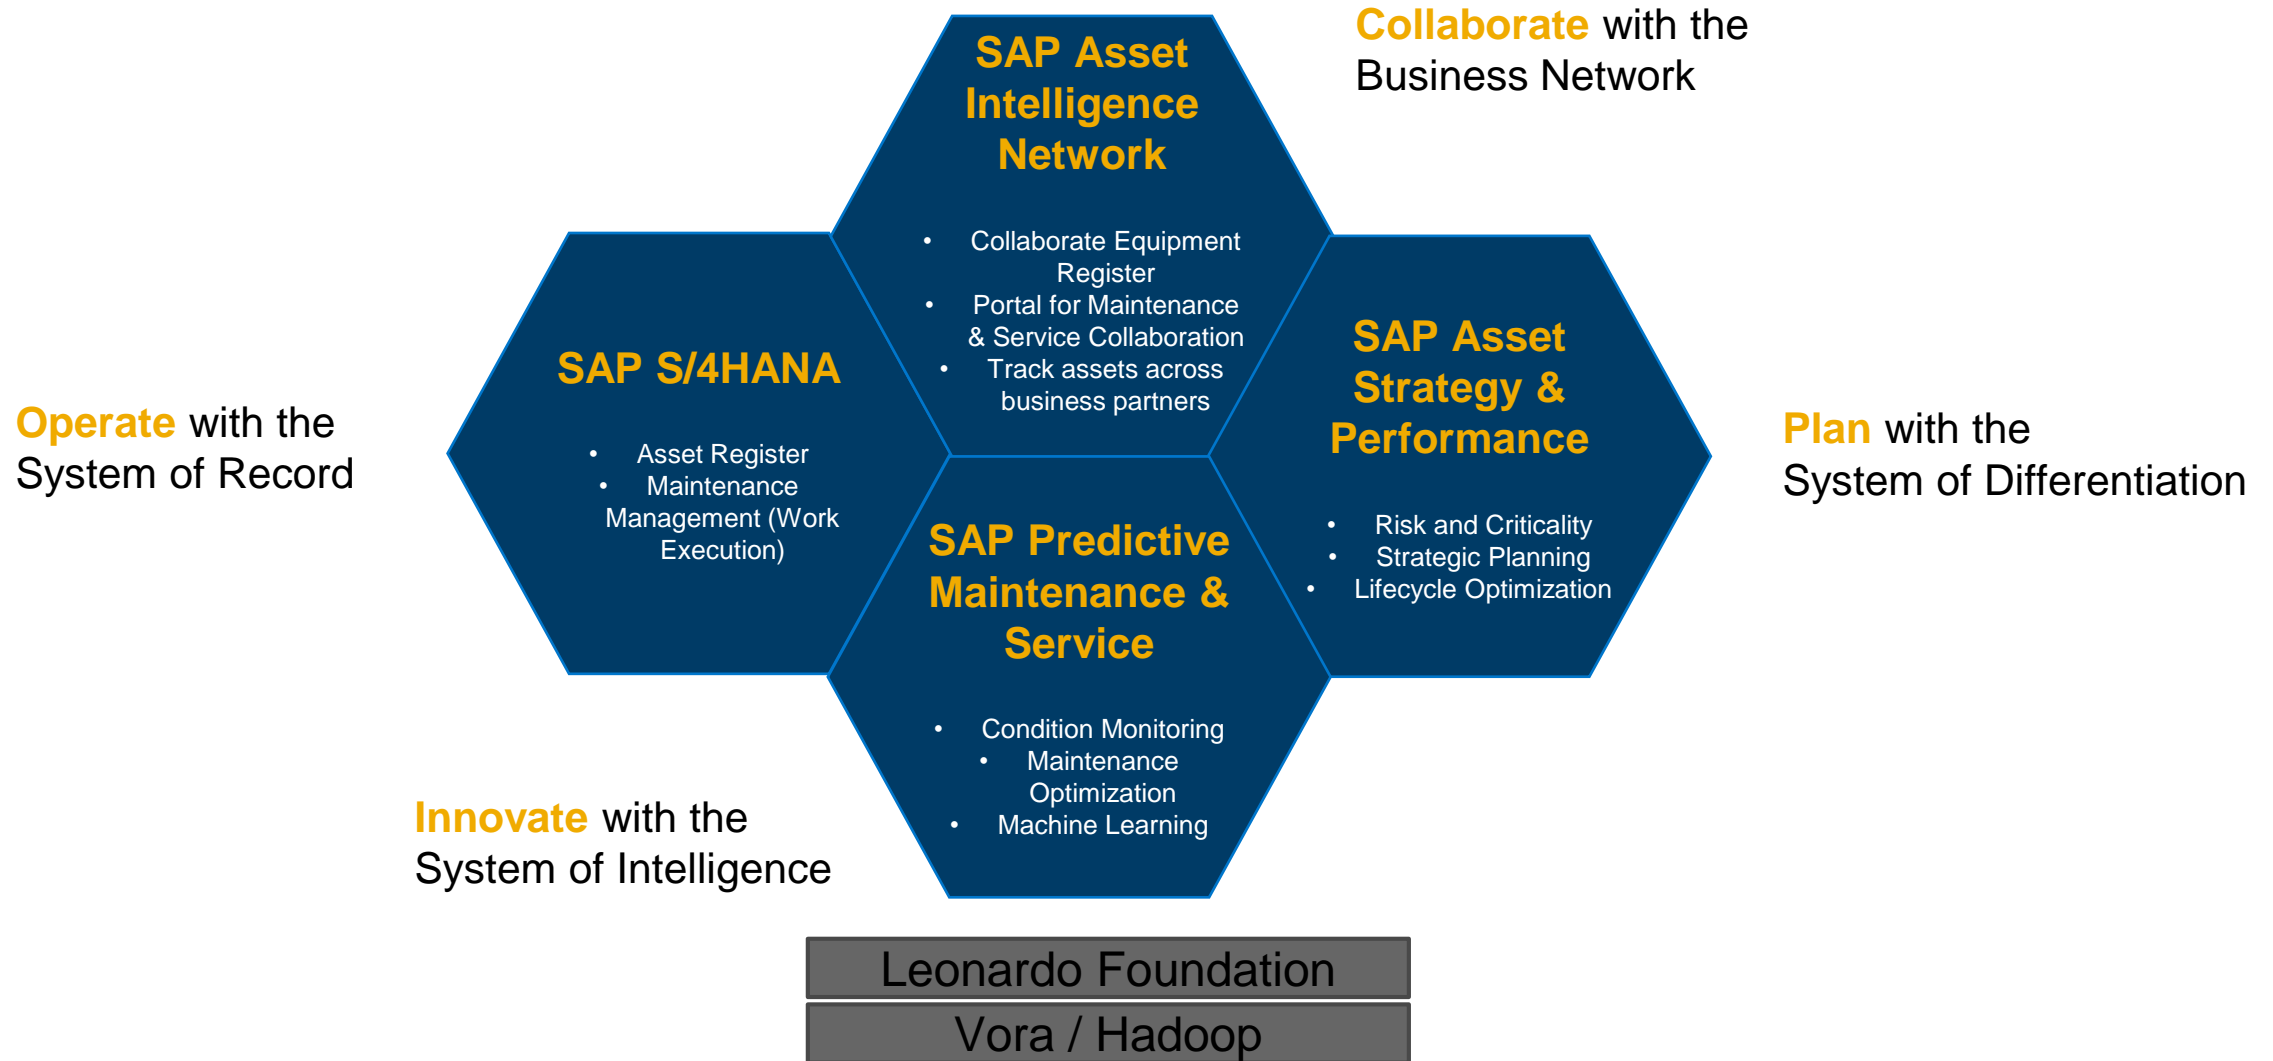 Collaborate with the
Business Network
SAP Asset
Intelligence
Network
• Collaborate Equipment
Register
• Portal for Maintenance
& Service Collaboration
• Track assets across
business partners
Operate with the
System of Record
SAP S/4HANA
• Asset Register
• Maintenance
Management (Work
Execution)
SAP Asset
Strategy &
Performance
• Risk and Criticality
• Strategic Planning
• Lifecycle Optimization
Plan with the
System of Differentiation
SAP Predictive
Maintenance &
Service
• Condition Monitoring
• Maintenance
Optimization
• Machine Learning
Innovate with the
System of Intelligence
Leonardo Foundation
Vora / Hadoop